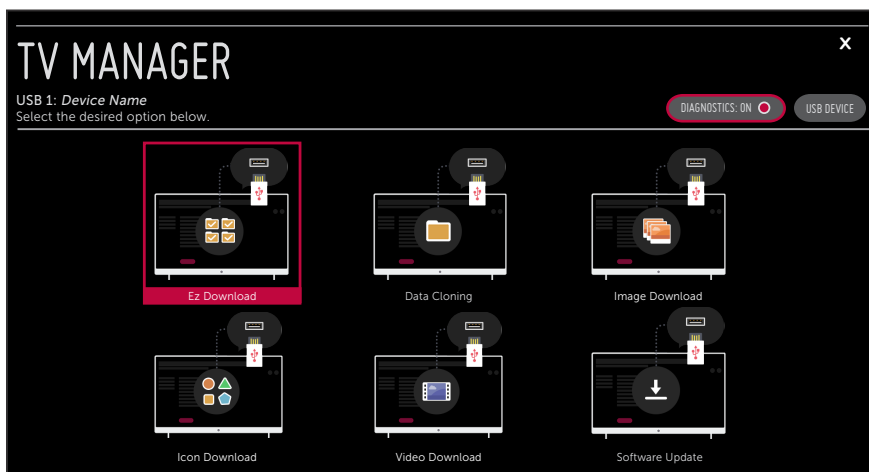 X
TV MANAGER
USB 1: Device Name
Select the desired option below.
DIAGNOSTICS: ON
USB DEVICE
Ez Download
Data Cloning
Image Download
Icon Download
Video Download
Software Update